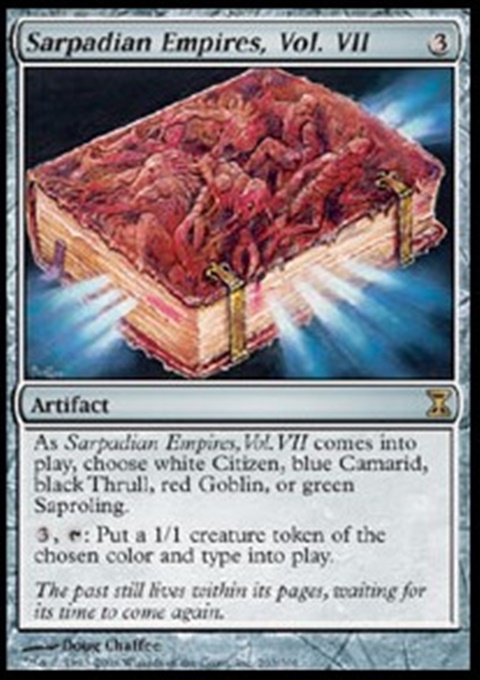 Sarpadian Empires, Vol. VII 3
Artifact
As Sarpadian Empires, Vol. VII comes into
play, choose white Citizen, blue Camarid,
black Thrull, red Goblin, or green
Saproling.
3, : Put a 1/1 creature token of the
chosen color and type into play.
The past still lives within its pages, waiting for
its time to come again.
Doug Chaffee